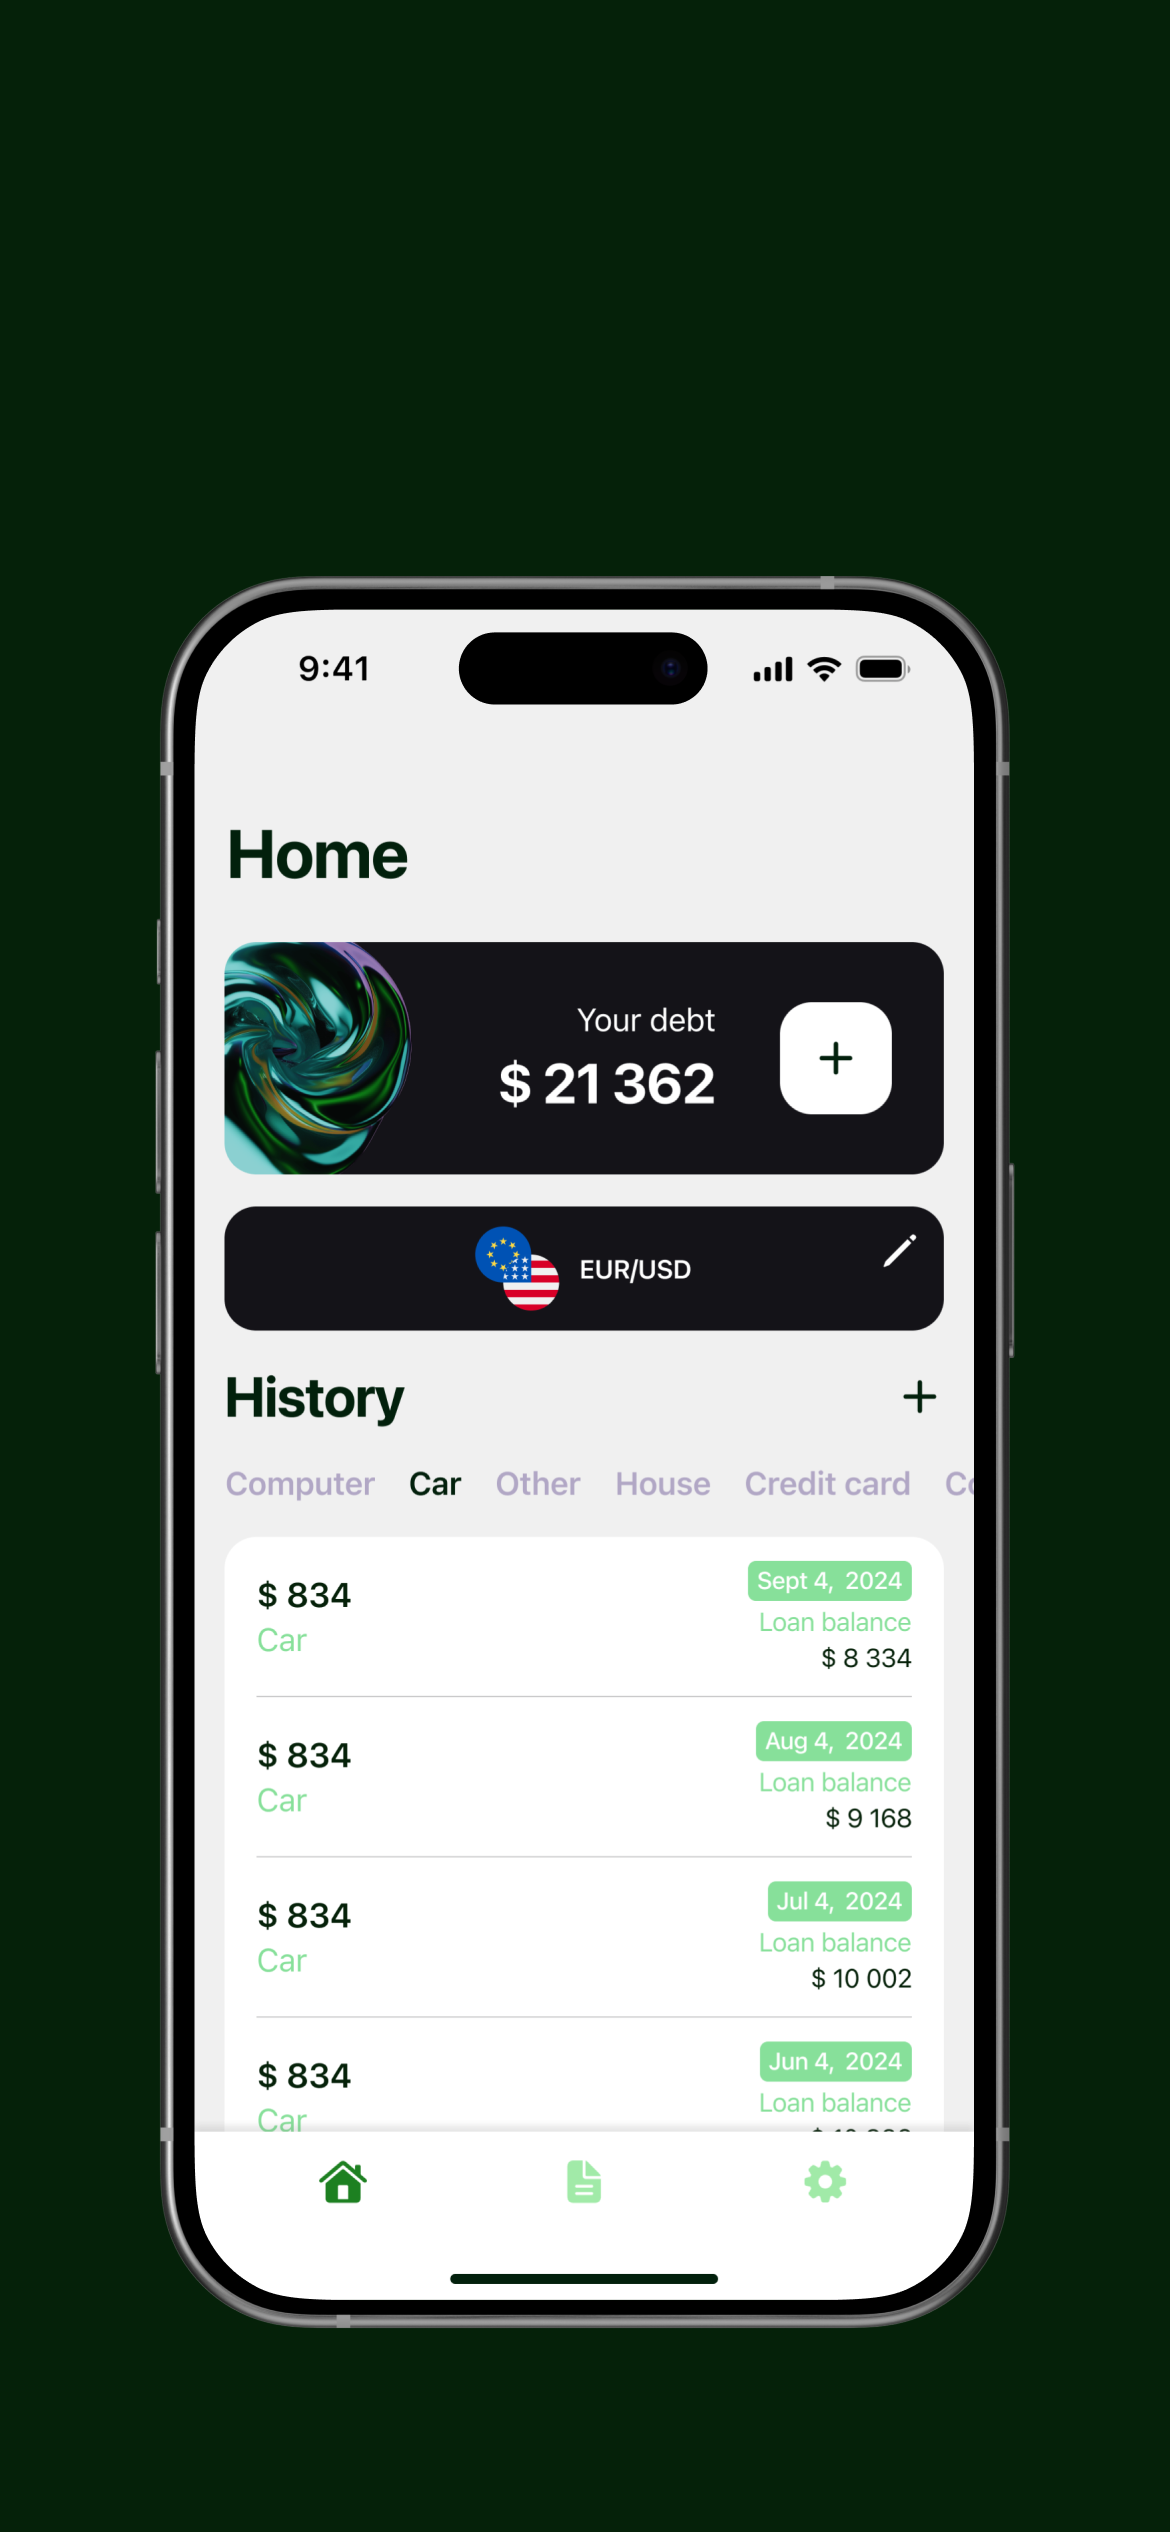 9:41
Home
Your debt
$ 21 362
EUR/USD
History
Computer Car Other House Credit card
$ 834
Car
Sept 4, 2024
Loan balance
$ 8 334
$ 834
Car
Aug 4, 2024
Loan balance
$ 9 168
$ 834
Car
Jul 4, 2024
Loan balance
$ 10 002
$ 834
Car
Jun 4, 2024
Loan balance